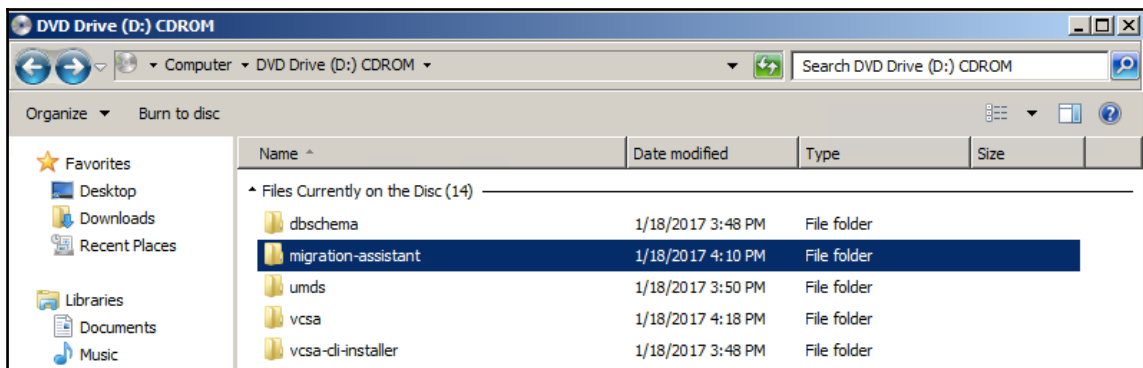 DVD Drive (D:) CDROM
Computer DVD Drive (D:) CDROM Search DVD Drive (D:) CDROM
Organize Burn to disc
Favorites
Desktop
Downloads
Recent Places
Libraries
Documents
Music
Name Date modified Type Size
Files Currently on the Disc (14)
dbschema 1/18/2017 3:48 PM File folder
migration-assistant 1/18/2017 4:10 PM File folder
umds 1/18/2017 3:50 PM File folder
vcsa 1/18/2017 4:18 PM File folder
vcsa-cli-installer 1/18/2017 3:48 PM File folder